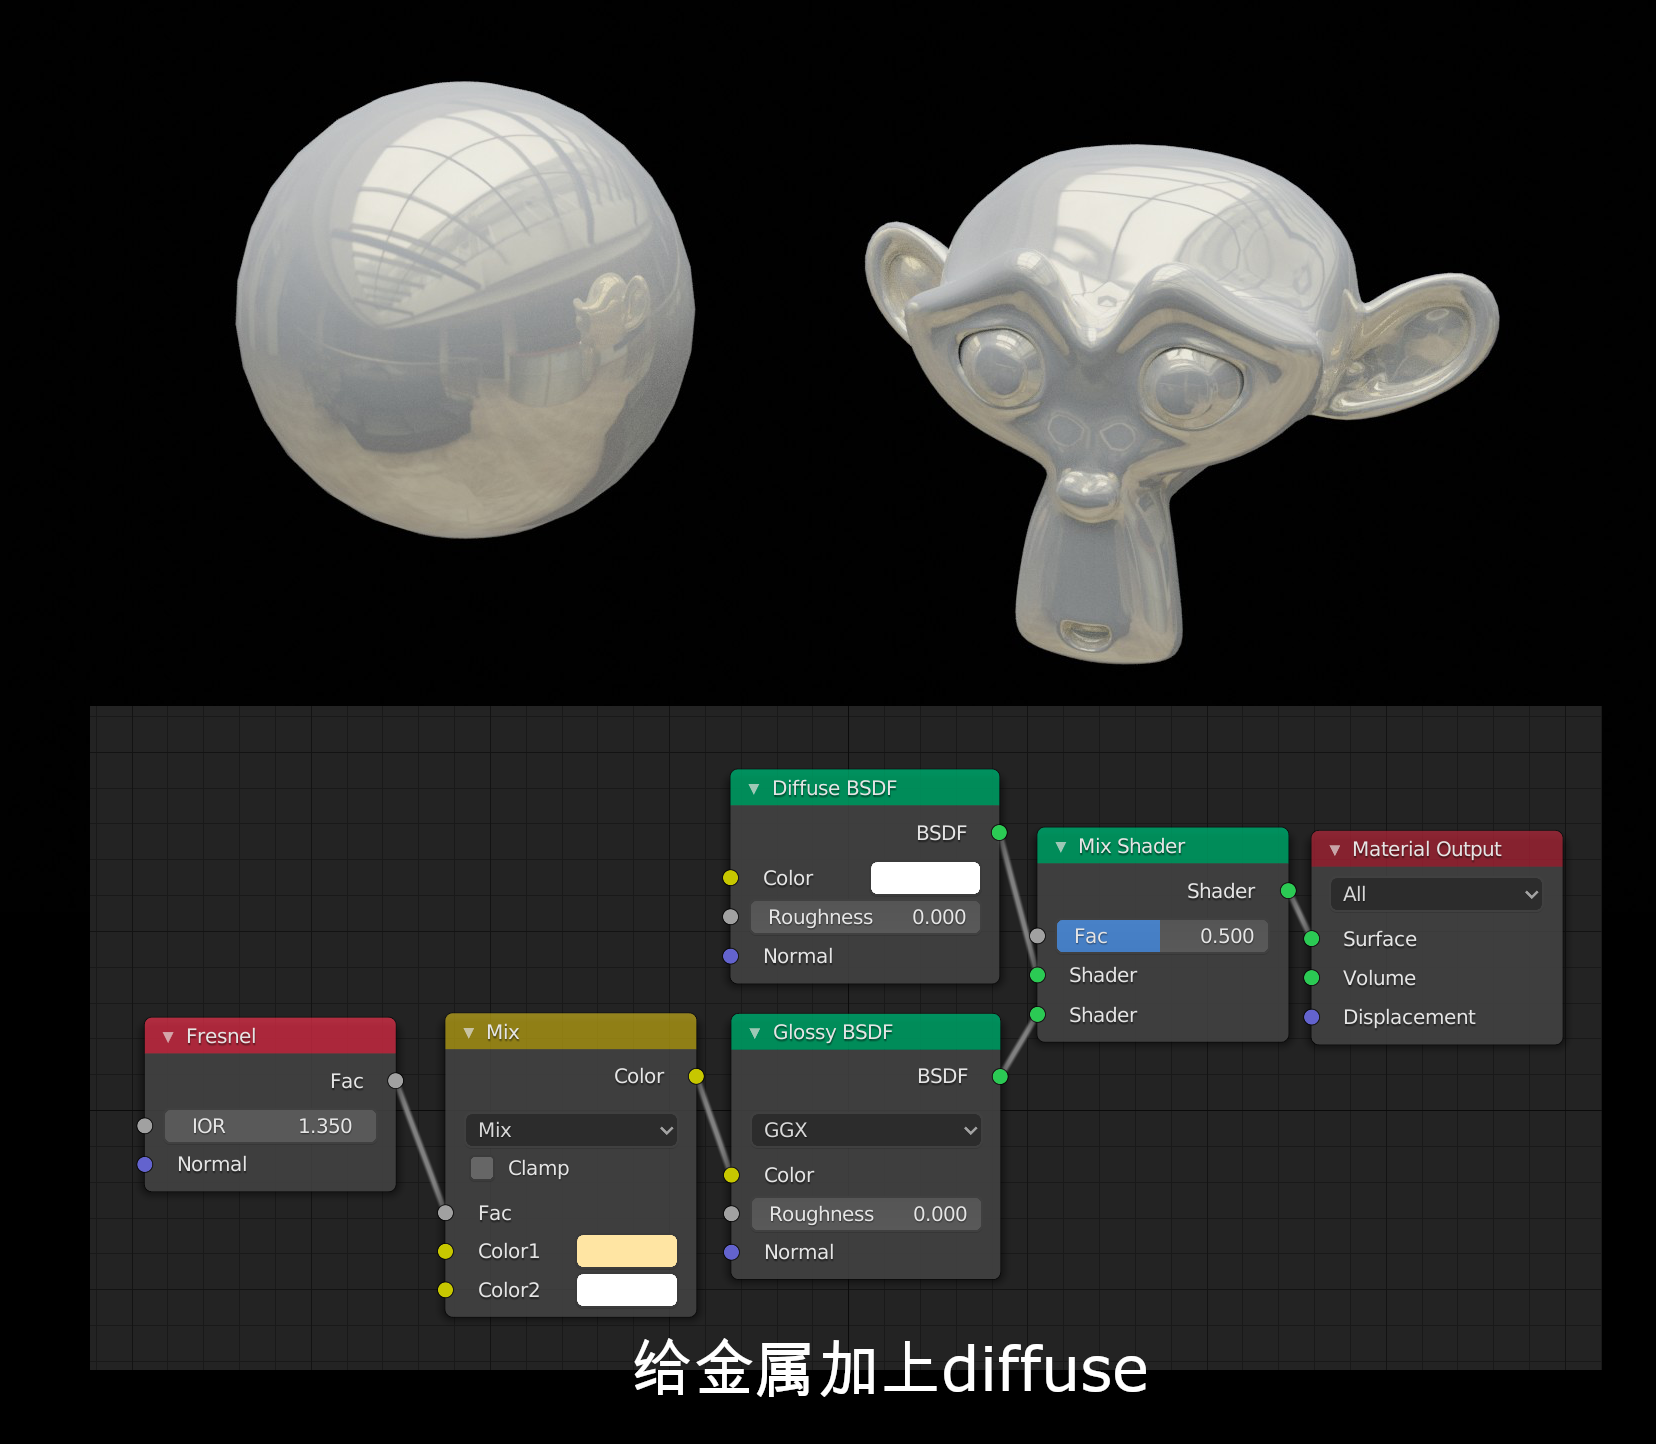 Diffuse BSDF
BSDF
Color
Roughness 0.000
Normal
Mix Shader
Shader
Fac 0.500
Shader
Shader
Material Output
All
Surface
Volume
Displacement
Fresnel
Fac
IOR 1.350
Normal
Mix
Color
Mix
Clamp
Fac
Color1
Color2
Glossy BSDF
BSDF
GGX
Color
Roughness 0.000
Normal
给金属加上diffuse